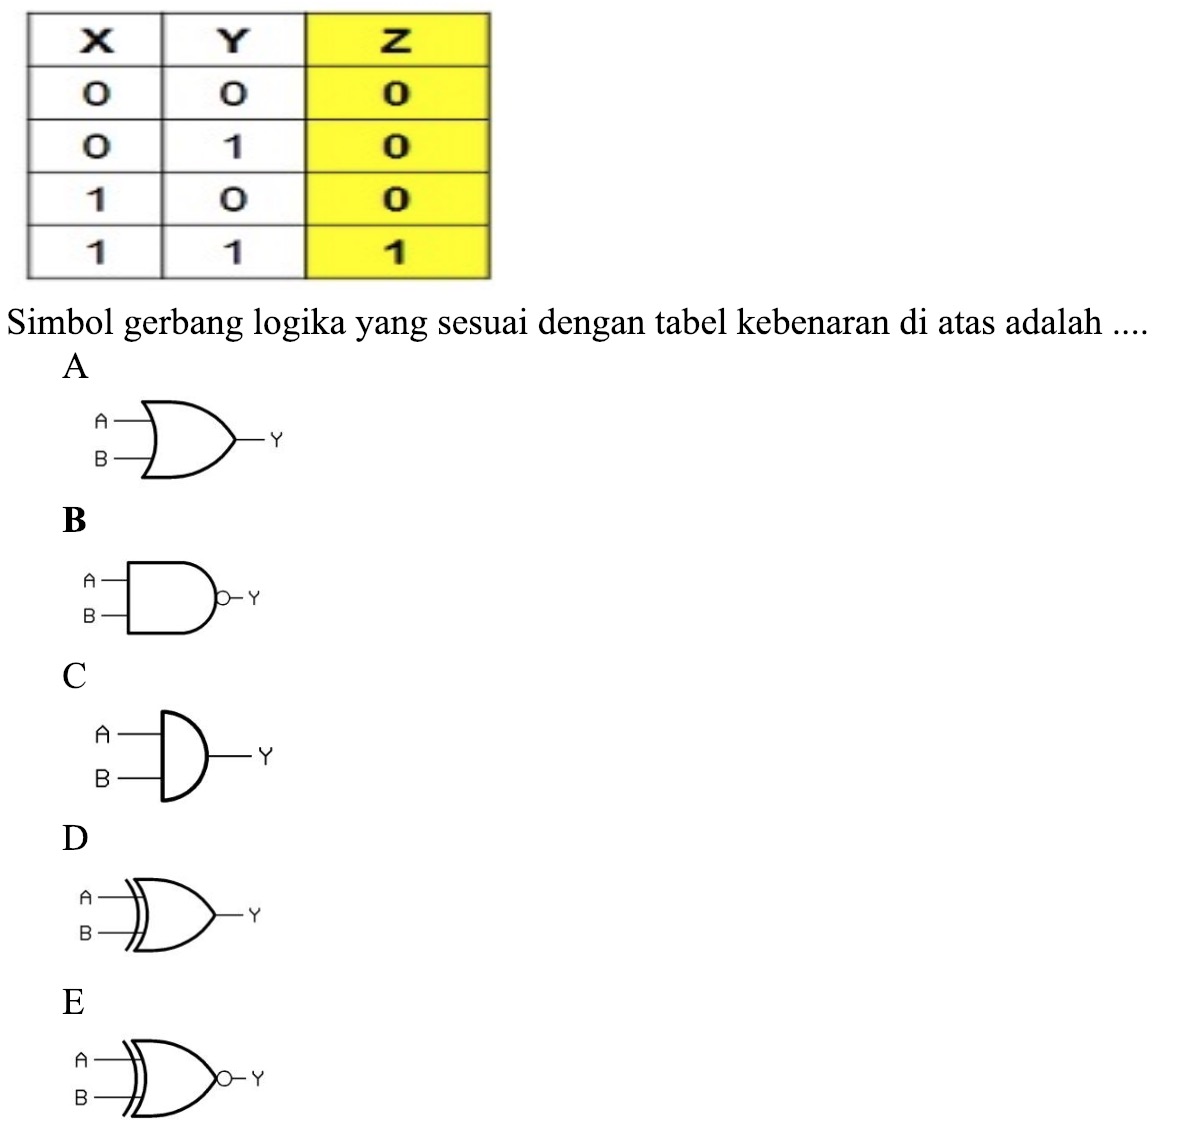 X Y Z
0 0 0
0 1 0
1 0 0
1 1 1
Simbol gerbang logika yang sesuai dengan tabel kebenaran di atas adalah ....
A
A
Y
B
B
A
Y
B
C
A
Y
B
D
A
Y
B
E
A
Y
B